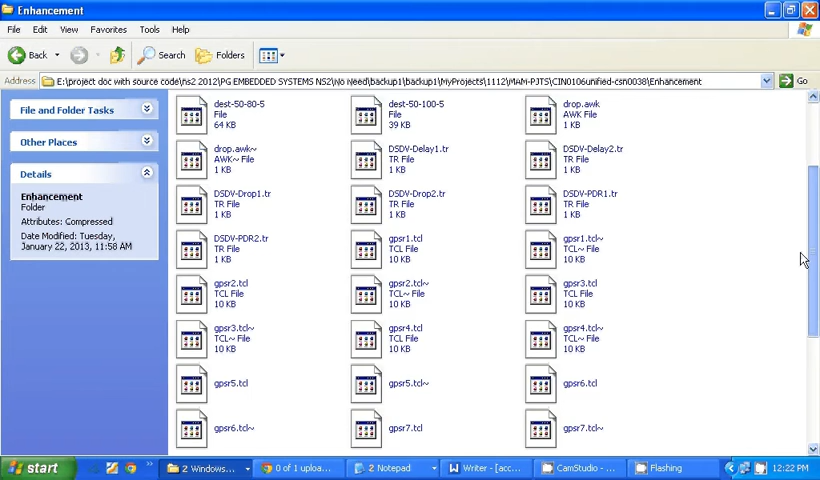 Enhancement
File Edit View Favorites Tools Help
Back Search Folders
Address E:\project doc with source code\ns2 2012\PG EMBEDDED SYSTEMS NS2\No Need\backup1\backup1\MyProjects\1112\MAM-PJTS\CIN0106unified-csn0038\Enhancement Go
File and Folder Tasks
Other Places
Details
Enhancement
Folder
Attributes: Compressed
Date Modified: Tuesday,
January 22, 2013, 11:58 AM
dest-50-80-5
File
64 KB
dest-50-100-5
File
39 KB
drop.awk
AWK File
1 KB
drop.awk~
AWK~ File
1 KB
DSDV-Delay1.tr
TR File
1 KB
DSDV-Delay2.tr
TR File
1 KB
DSDV-Drop1.tr
TR File
1 KB
DSDV-Drop2.tr
TR File
1 KB
DSDV-PDR1.tr
TR File
1 KB
DSDV-PDR2.tr
TR File
1 KB
gpsr1.tcl
TCL File
10 KB
gpsr1.tcl~
TCL~ File
10 KB
gpsr2.tcl
TCL File
10 KB
gpsr2.tcl~
TCL~ File
10 KB
gpsr3.tcl
TCL File
10 KB
gpsr3.tcl~
TCL~ File
10 KB
gpsr4.tcl
TCL File
10 KB
gpsr4.tcl~
TCL~ File
10 KB
gpsr5.tcl
gpsr5.tcl~
gpsr6.tcl
gpsr6.tcl~
gpsr7.tcl
gpsr7.tcl~
start 2 Windows... 0 of 1 uploa... 2 Notepad Writer - [acc... CamStudio - ... Flashing 12:22 PM